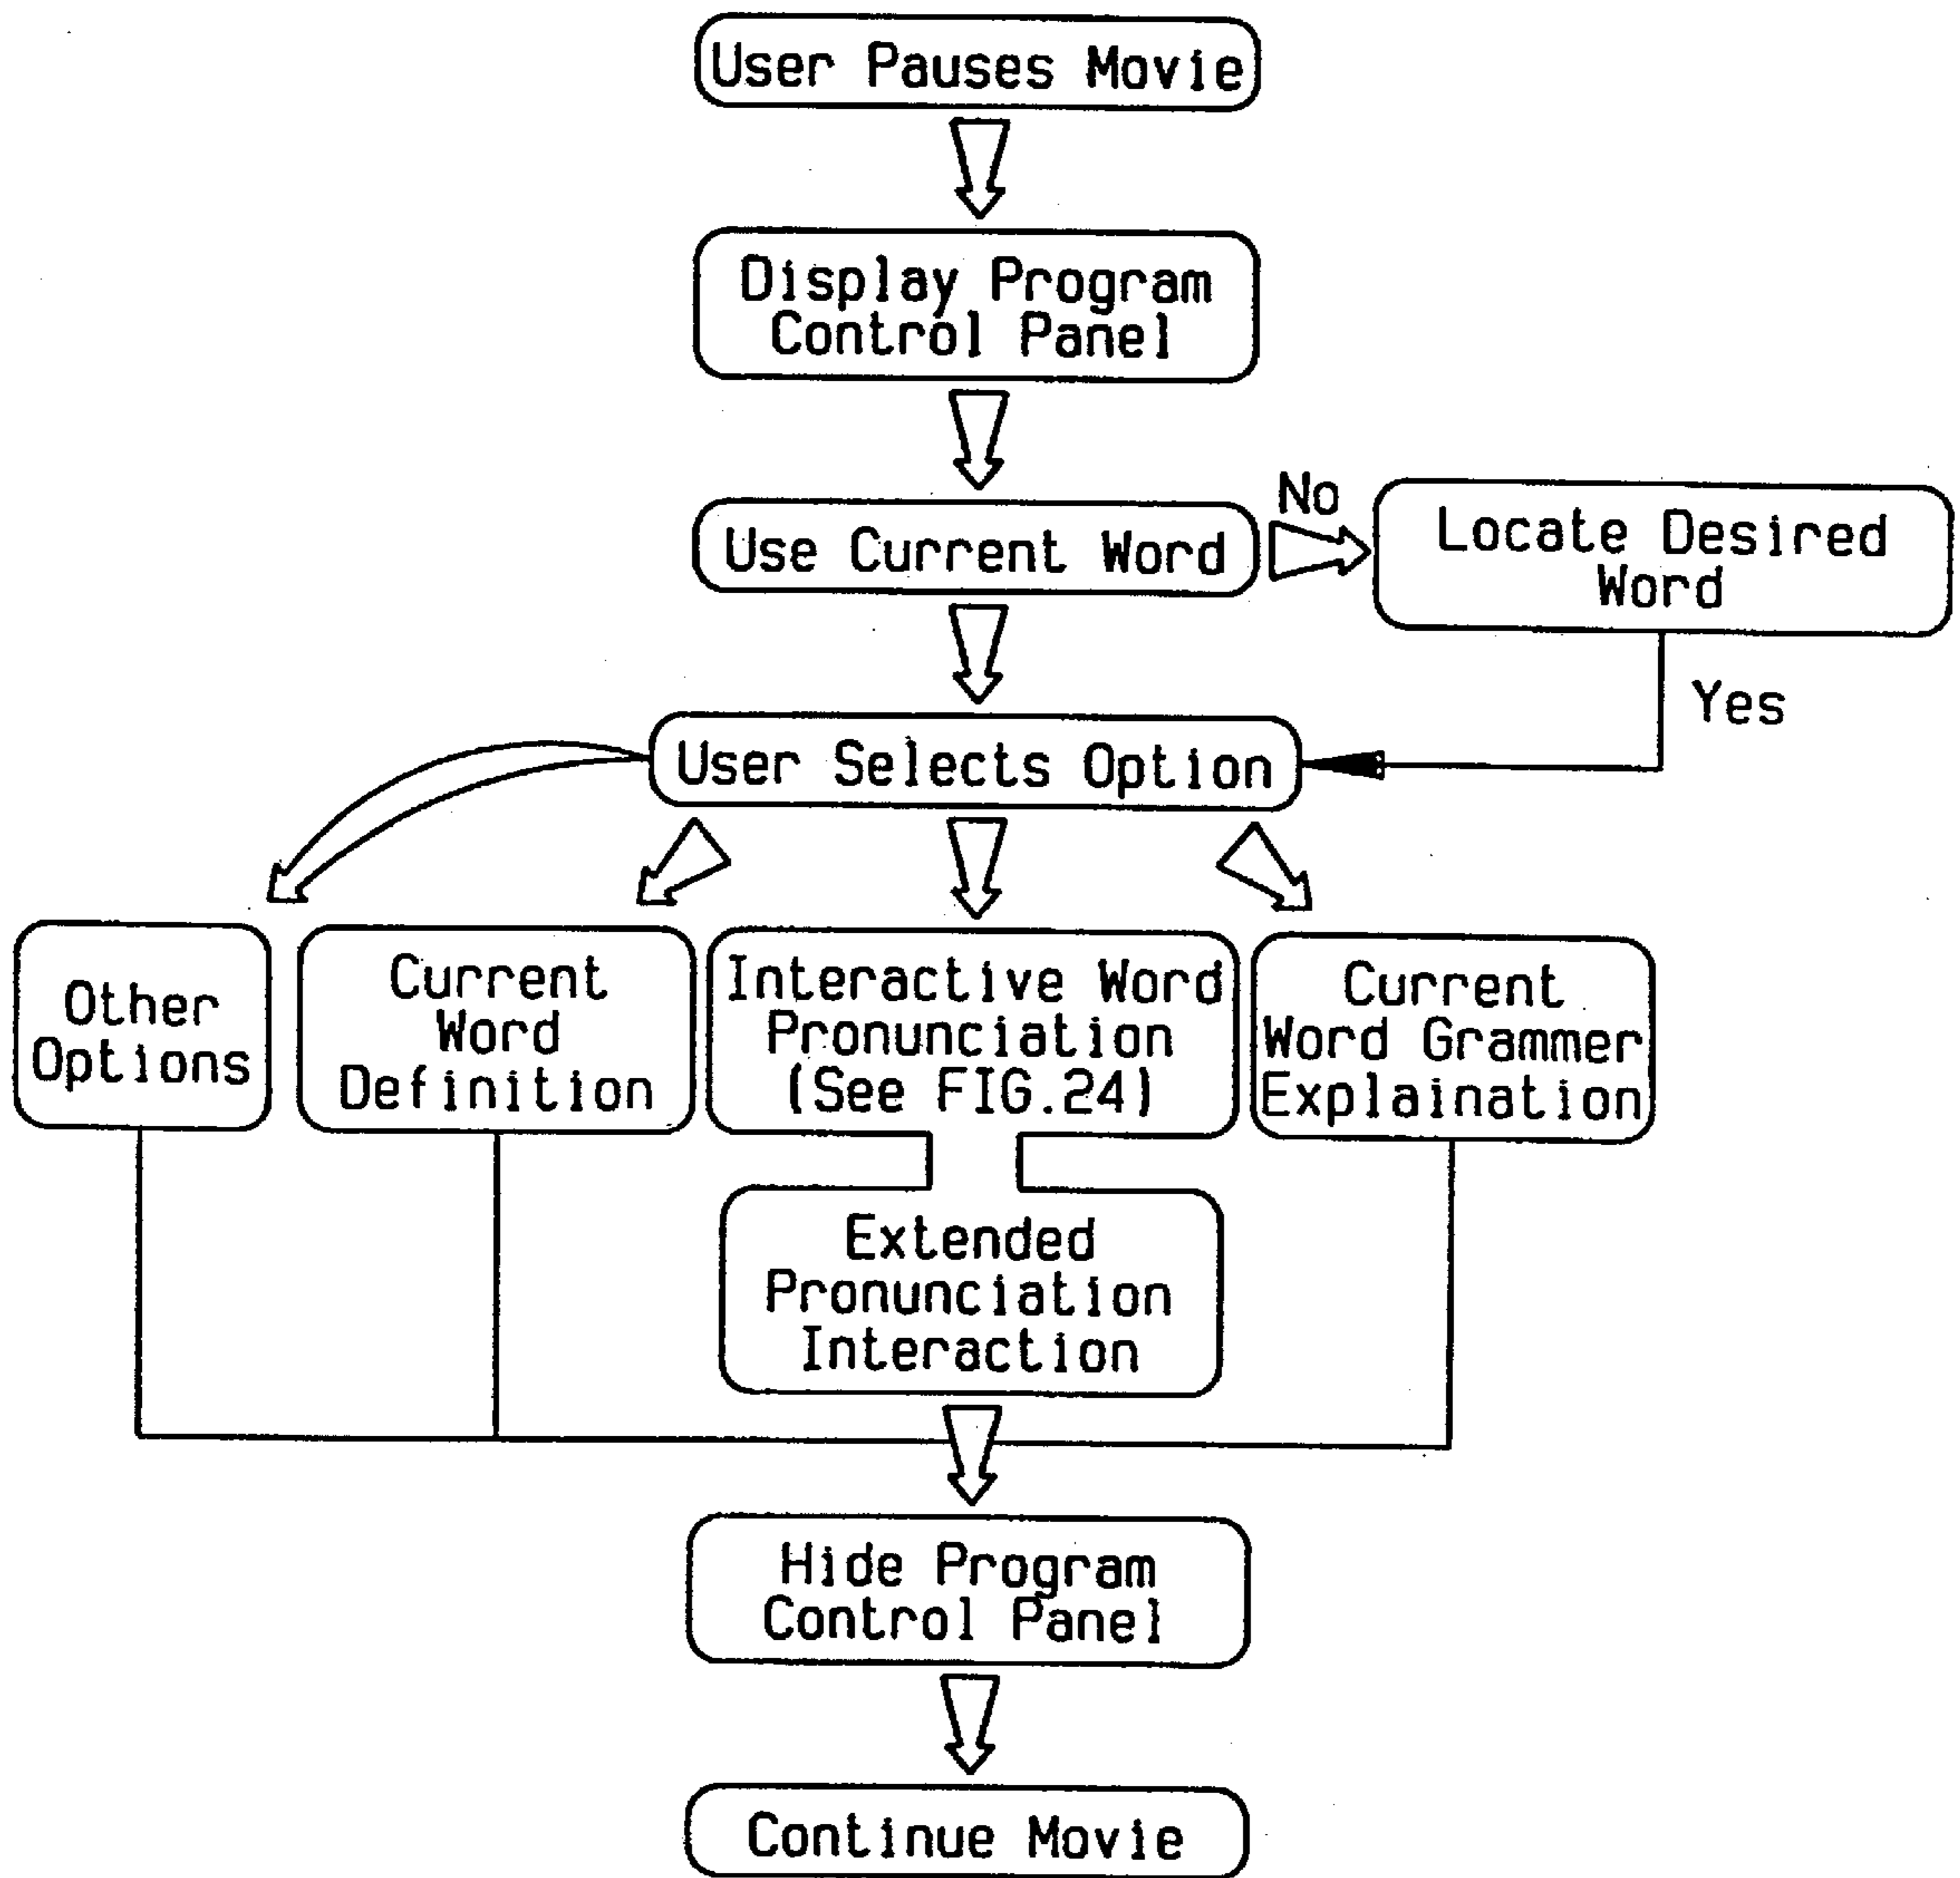 User Pauses Movie
Display Program
Control Panel
Use Current Word
No
Locate Desired
Word
Yes
User Selects Option
Other
Options
Current
Word
Definition
Interactive Word
Pronunciation
(See FIG.24)
Current
Word Grammer
Explaination
Extended
Pronunciation
Interaction
Hide Program
Control Panel
Continue Movie